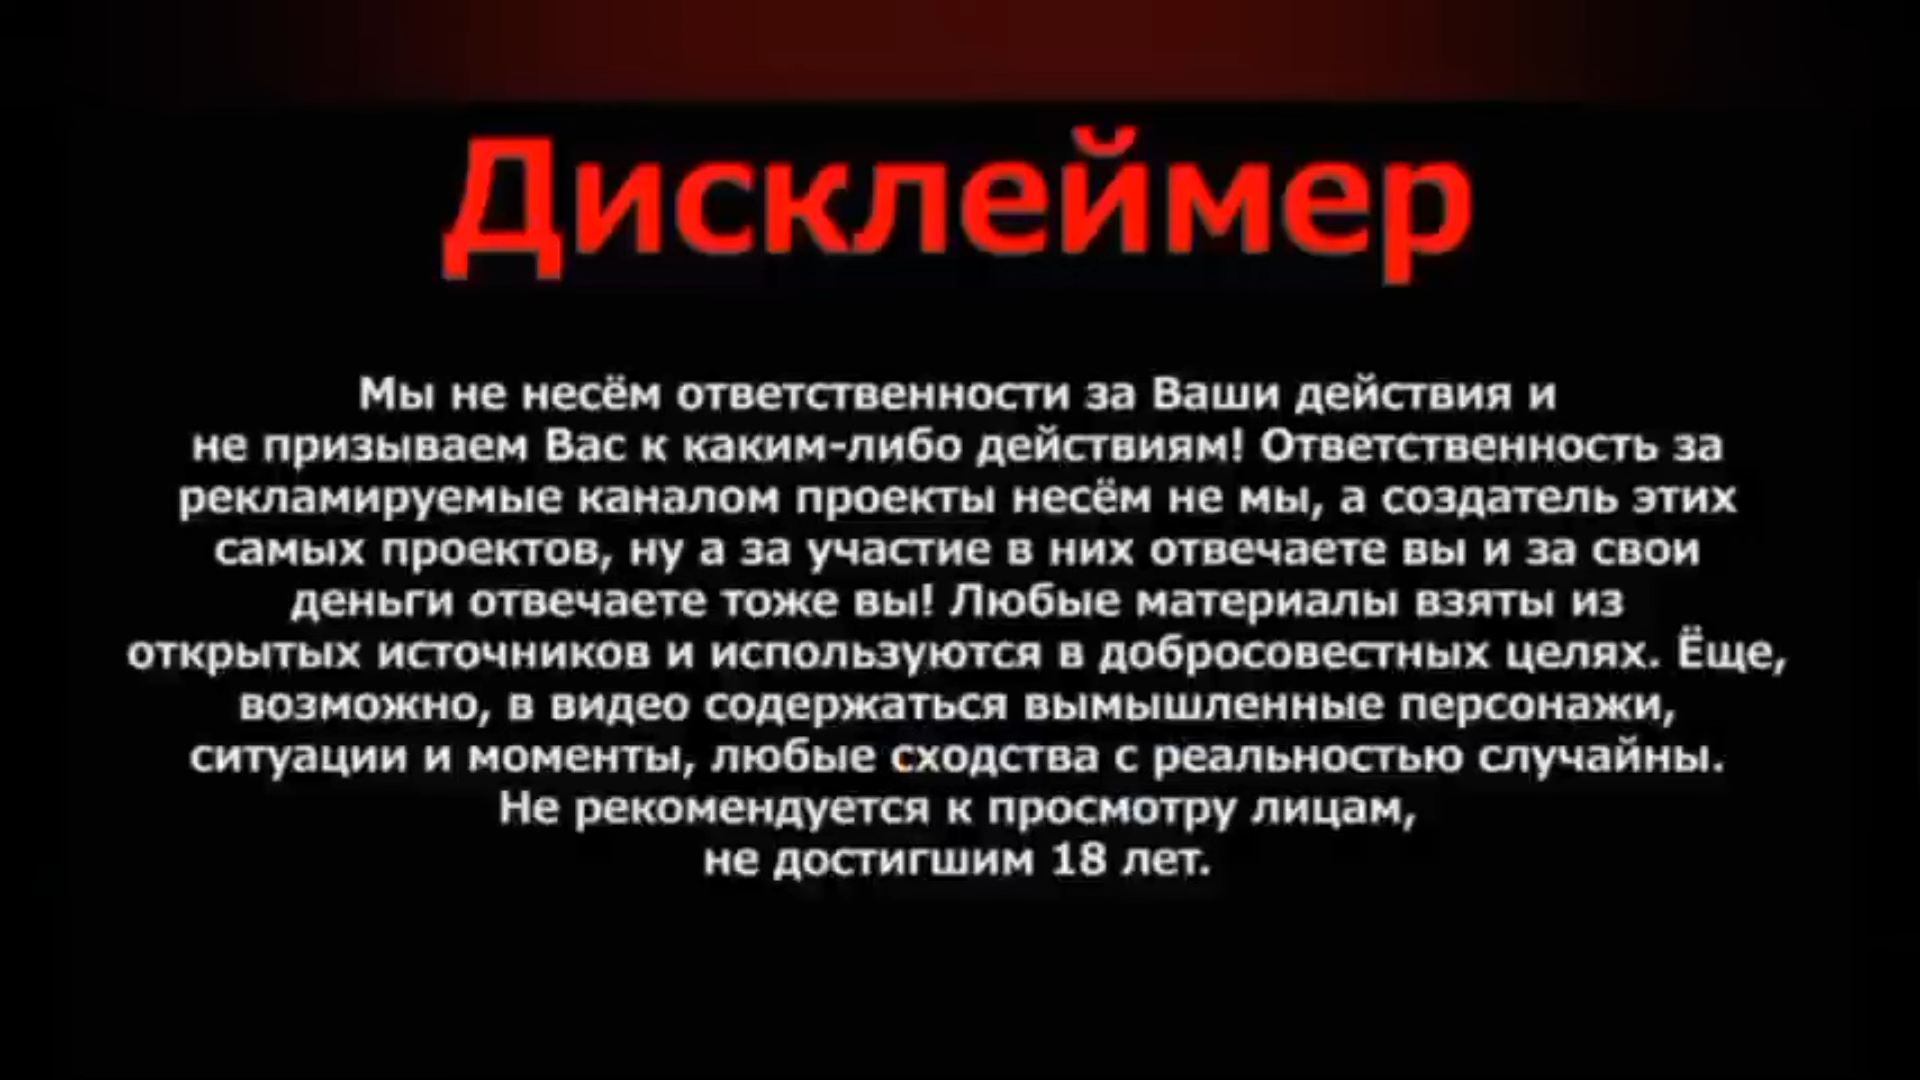 Дисклеймер
Мы не несём ответственности за Ваши действия и
не призываем Вас к каким-либо действиям! Ответственность за
рекламируемые каналом проекты несём не мы, а создатель этих
самых проектов, ну а за участие в них отвечаете вы и за свои
деньги отвечаете тоже вы! Любые материалы взяты из
открытых источников и используются в добросовестных целях. Ёще,
возможно, в видео содержаться вымышленные персонажи,
ситуации и моменты, любые сходства с реальностью случайны.
Не рекомендуется к просмотру лицам,
не достигшим 18 лет.